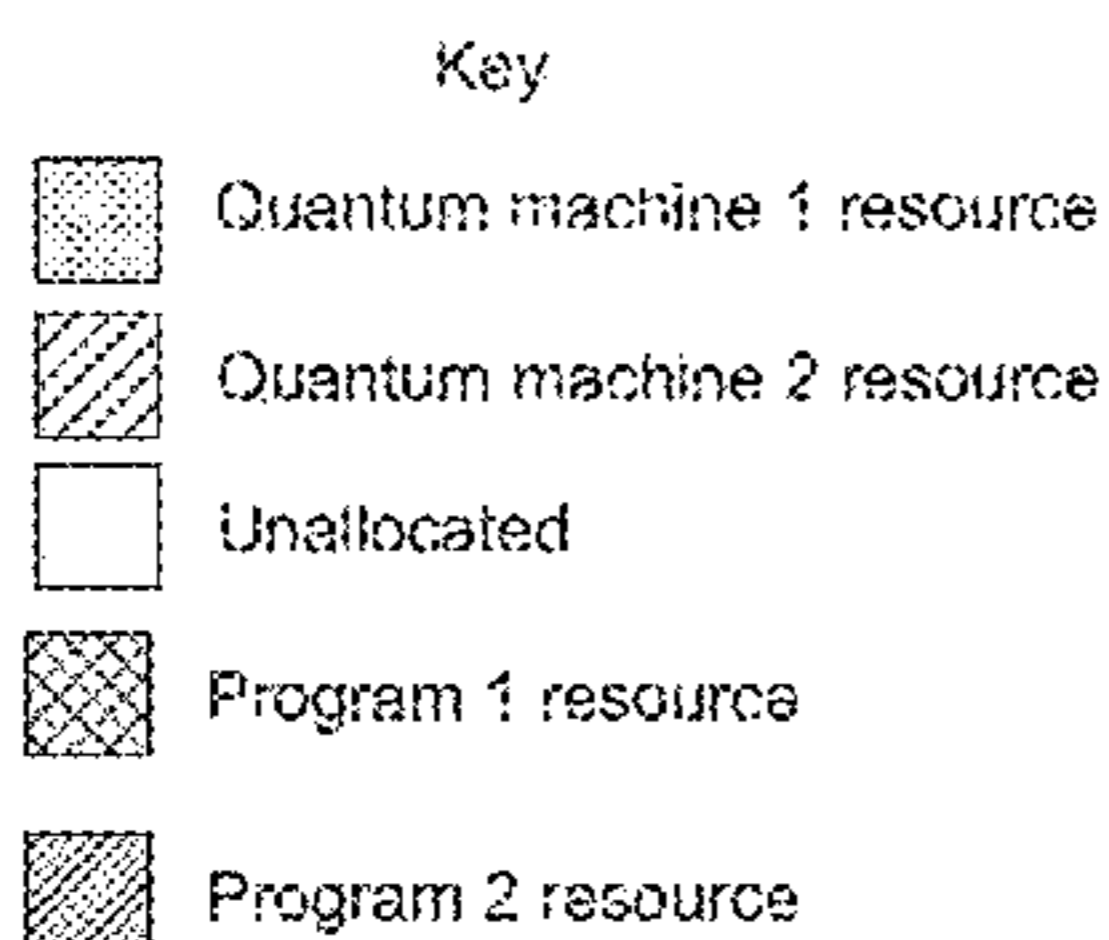 Key
Quantum machine 1 resource
Quantum machine 2 resource
Unallocated
Program 1 resource
Program 2 resource